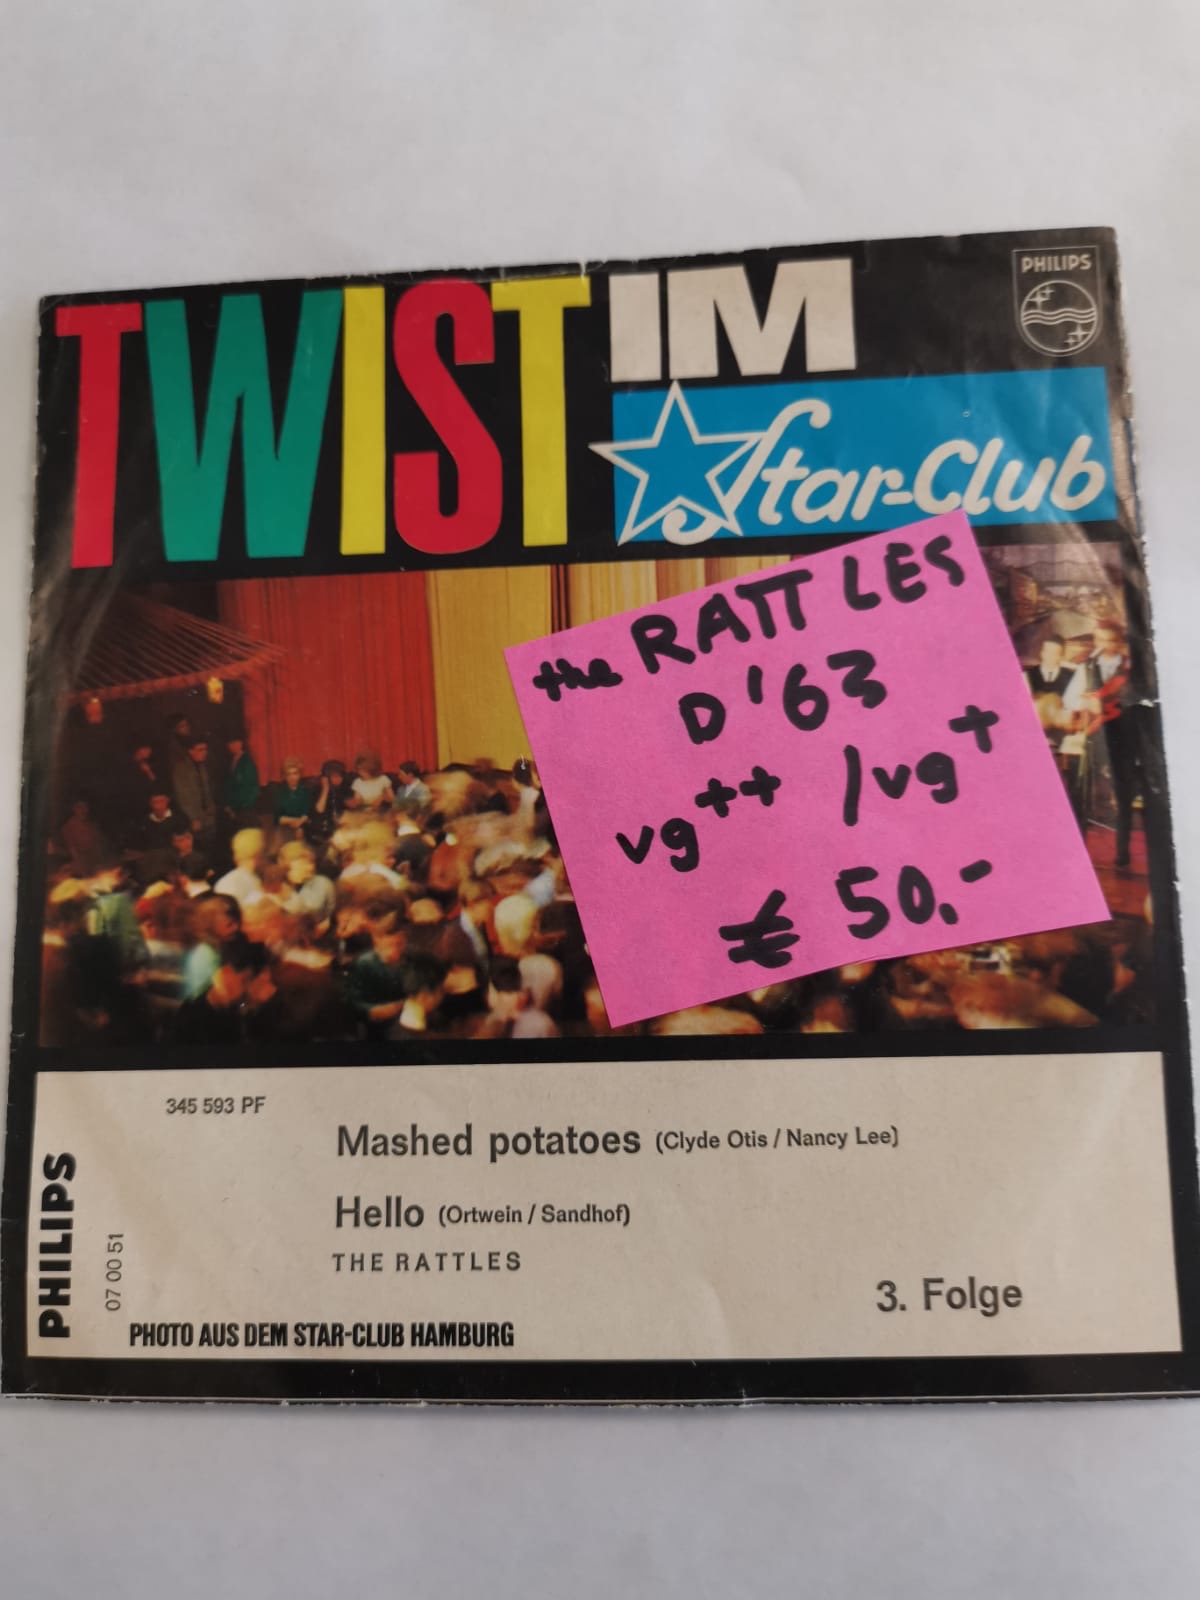 TWIST IM
PHILIPS
Star-Club
the RATTLES
D'63
vg++ /vg+
€ 50.-
345 593 PF
Mashed potatoes (Clyde Otis / Nancy Lee)
Hello (Ortwein / Sandhof)
THE RATTLES
3. Folge
PHILIPS
07 00 51
PHOTO AUS DEM STAR-CLUB HAMBURG